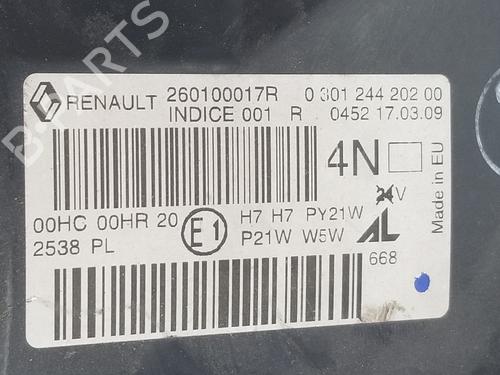 RENAULT 260100017R 0 301 244 202 00
INDICE 001 R 0452 17.03.09
4N
Made in EU
24V
00HC 00HR 20 E1 H7 H7 PY21W
2538 PL P21W W5W AL
668
B-PARTS